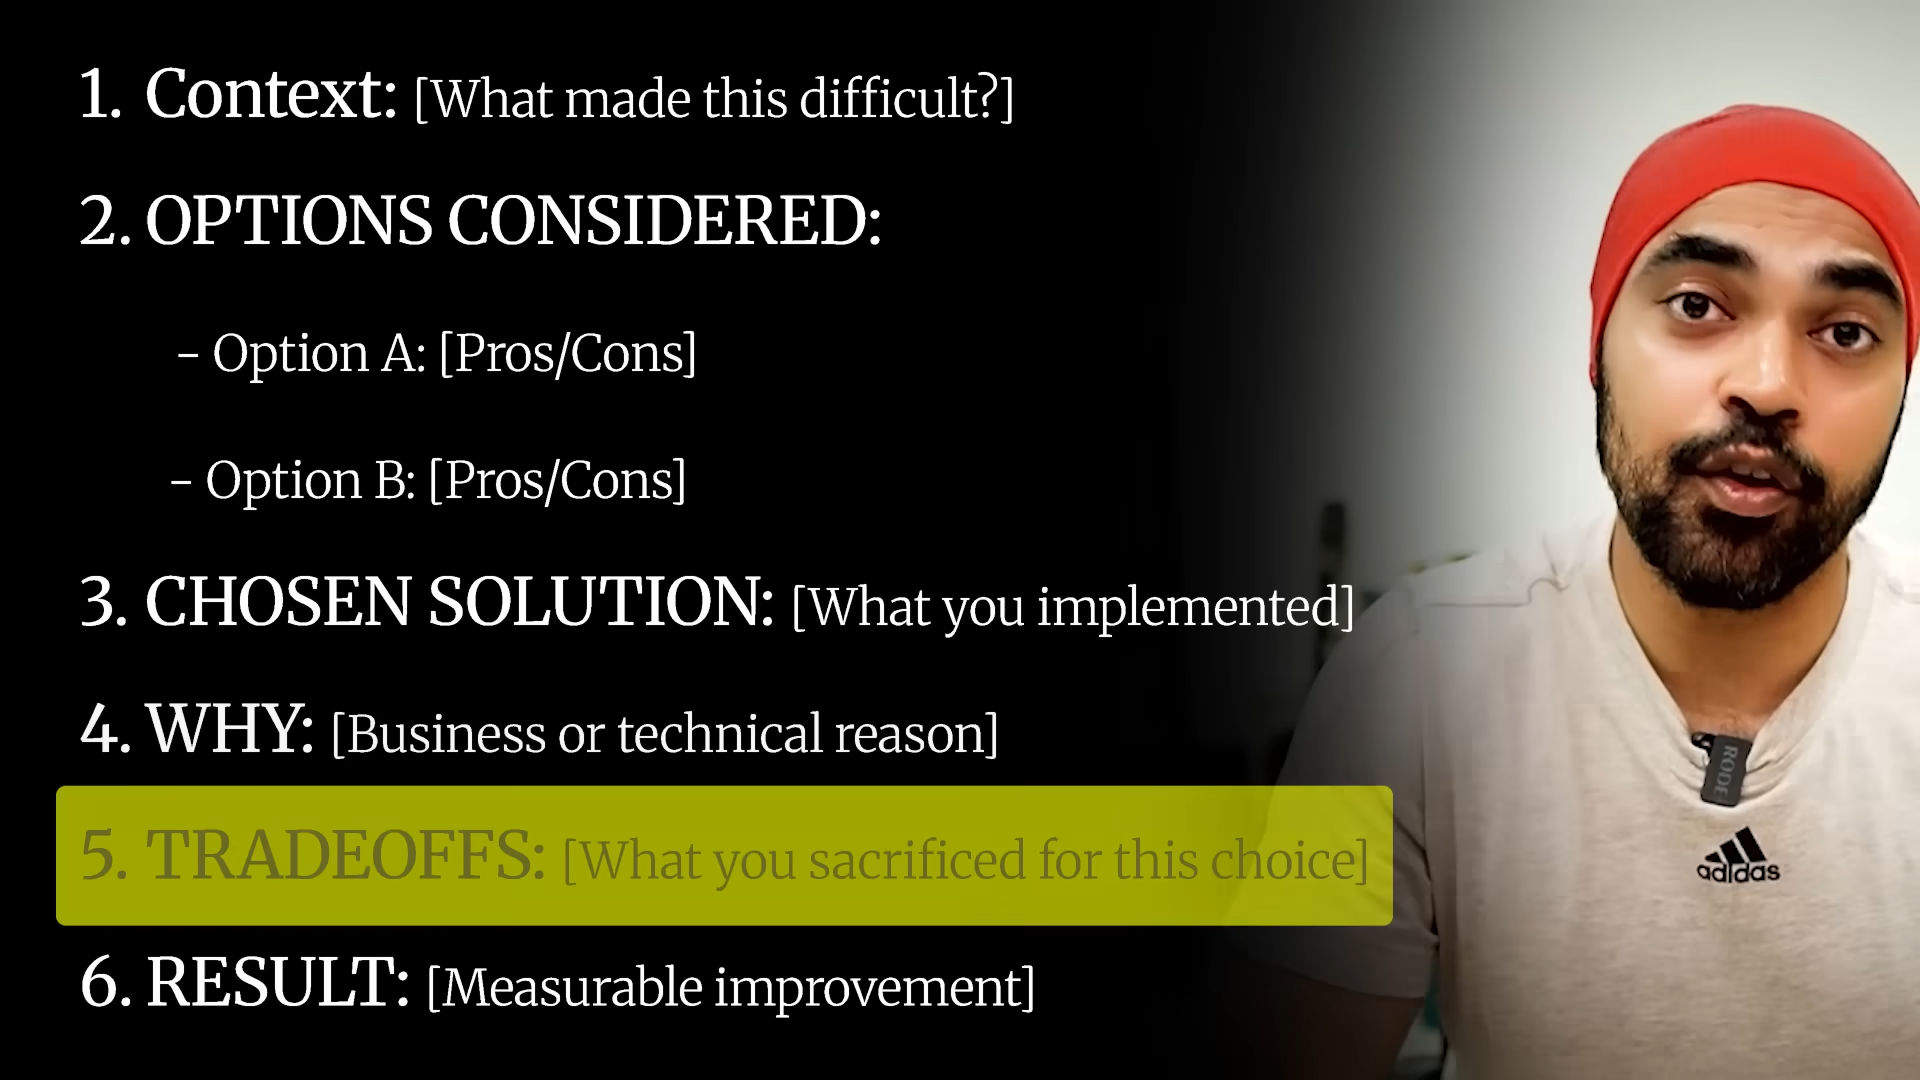 1. Context: [What made this difficult?]
2. OPTIONS CONSIDERED:
- Option A: [Pros/Cons]
- Option B: [Pros/Cons]
3. CHOSEN SOLUTION: [What you implemented]
4. WHY: [Business or technical reason]
5. TRADEOFFS: [What you sacrificed for this choice]
6. RESULT: [Measurable improvement]
RODE
adidas